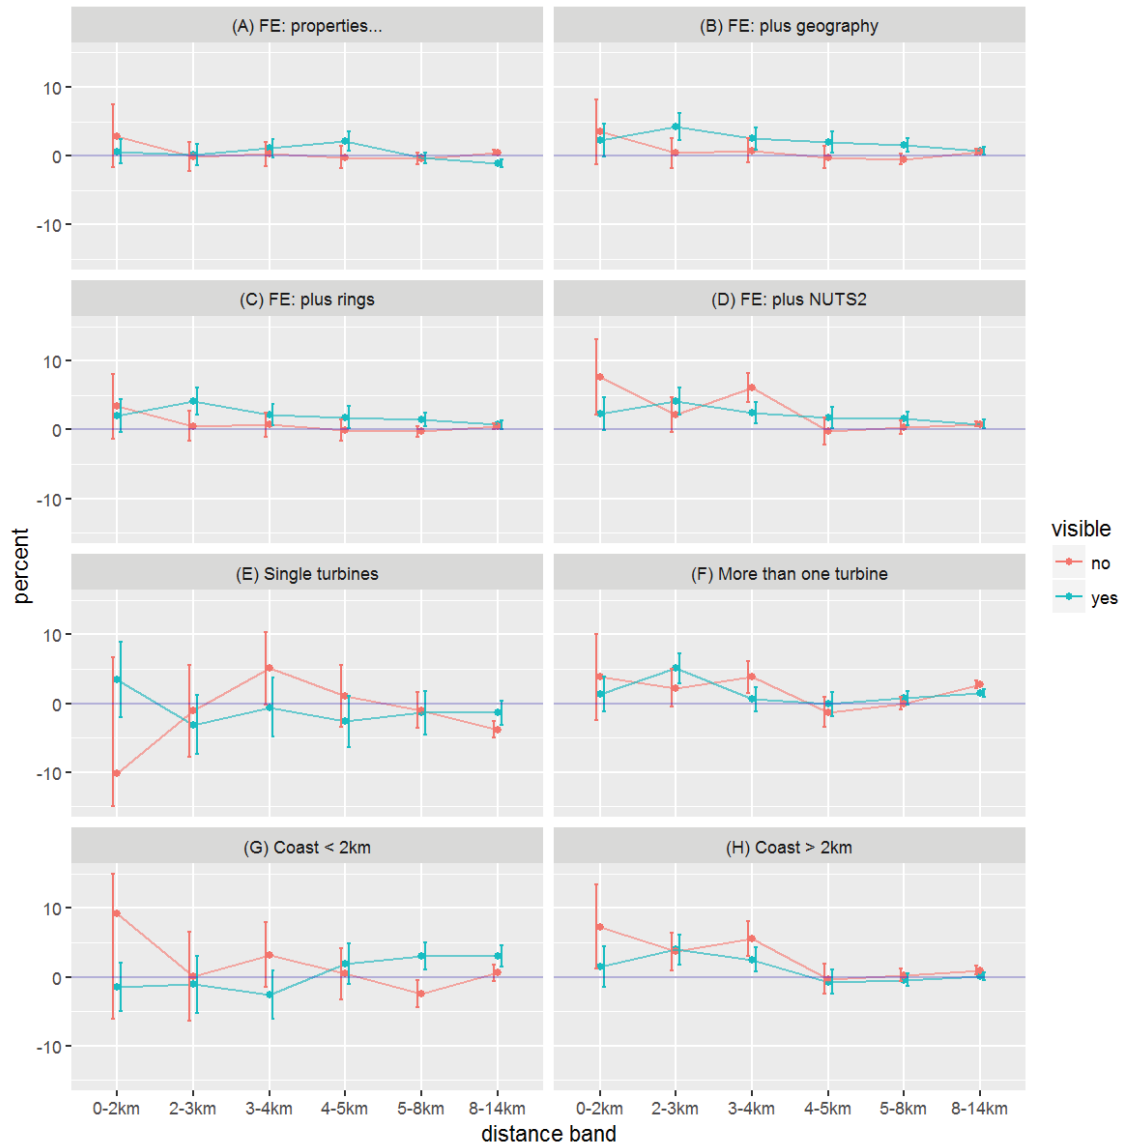 (A) FE: properties...
(B) FE: plus geography
10
0
-10
(C) FE: plus rings
(D) FE: plus NUTS2
10
0
-10
(E) Single turbines
(F) More than one turbine
10
0
-10
(G) Coast < 2km
(H) Coast > 2km
10
0
-10
0-2km 2-3km 3-4km 4-5km 5-8km 8-14km
0-2km 2-3km 3-4km 4-5km 5-8km 8-14km
distance band
percent
visible
no
yes